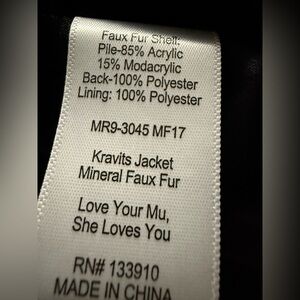 Faux Fur Shell:
Pile-85% Acrylic
15% Modacrylic
Back-100% Polyester
Lining: 100% Polyester
MR9-3045 MF17
Kravits Jacket
Mineral Faux Fur
Love Your Mu,
She Loves You
RN# 133910
MADE IN CHINA